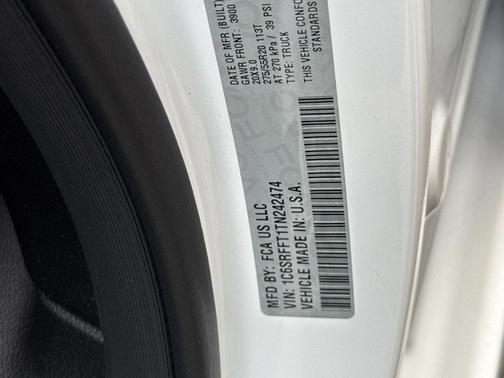 MFD BY: FCA US LLC
VIN: 1C6SRFFT1TN242474
VEHICLE MADE IN: U.S.A.
DATE OF MFR (BUILT)
GAWR FRONT: 3900
20X9.0
275/55R20 113T
AT 270 kPa / 39 PSI
TYPE: TRUCK
THIS VEHICLE CONFO
STANDARDS